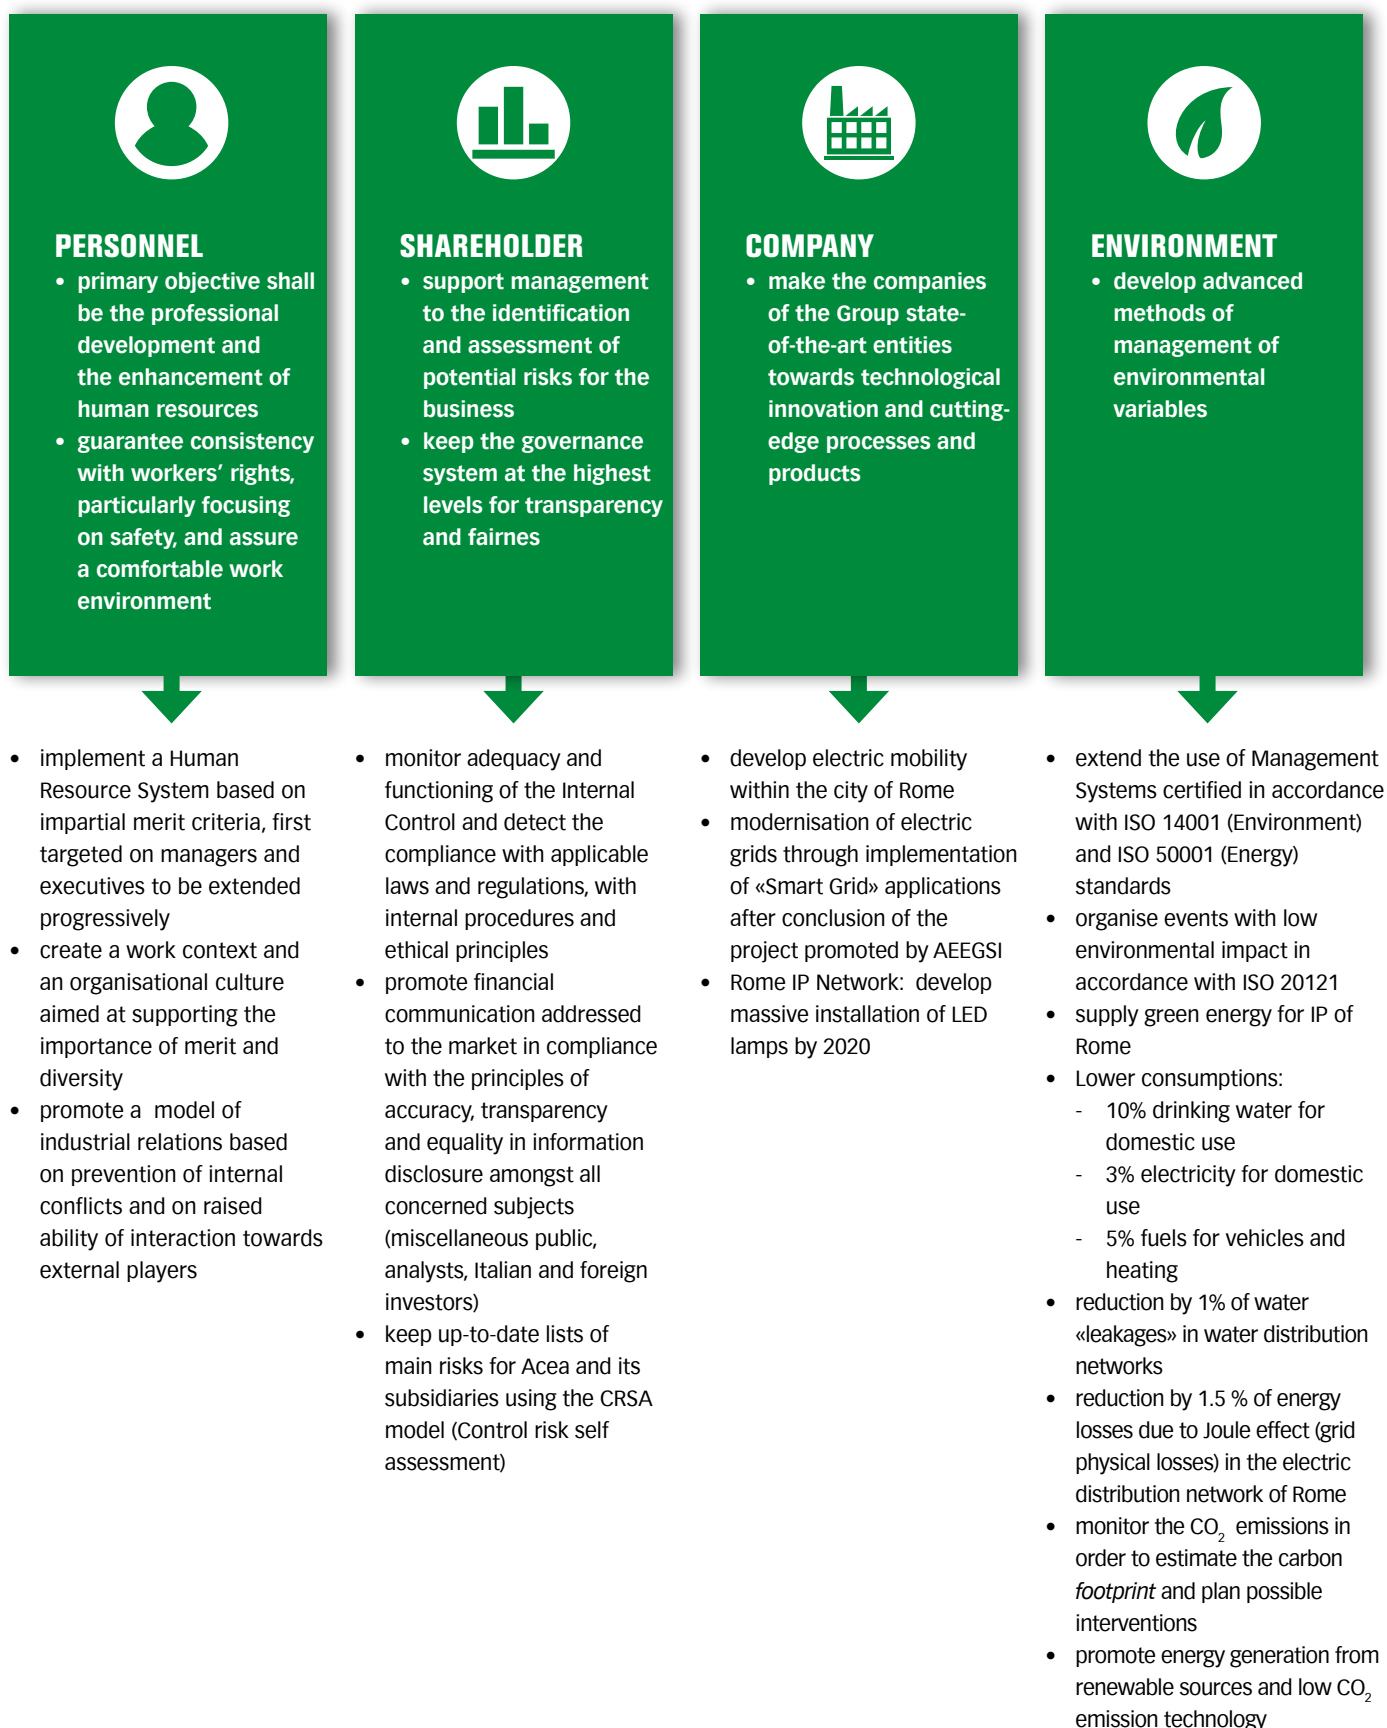 PERSONNEL
• primary objective shall
be the professional
development and
the enhancement of
human resources
• guarantee consistency
with workers' rights,
particularly focusing
on safety, and assure
a comfortable work
environment
SHAREHOLDER
• support management
to the identification
and assessment of
potential risks for the
business
• keep the governance
system at the highest
levels for transparency
and fairnes
COMPANY
• make the companies
of the Group state-
of-the-art entities
towards technological
innovation and cutting-
edge processes and
products
ENVIRONMENT
• develop advanced
methods of
management of
environmental
variables
• implement a Human
Resource System based on
impartial merit criteria, first
targeted on managers and
executives to be extended
progressively
• create a work context and
an organisational culture
aimed at supporting the
importance of merit and
diversity
• promote a model of
industrial relations based
on prevention of internal
conflicts and on raised
ability of interaction towards
external players
• monitor adequacy and
functioning of the Internal
Control and detect the
compliance with applicable
laws and regulations, with
internal procedures and
ethical principles
• promote financial
communication addressed
to the market in compliance
with the principles of
accuracy, transparency
and equality in information
disclosure amongst all
concerned subjects
(miscellaneous public,
analysts, Italian and foreign
investors)
• keep up-to-date lists of
main risks for Acea and its
subsidiaries using the CRSA
model (Control risk self
assessment)
• develop electric mobility
within the city of Rome
• modernisation of electric
grids through implementation
of «Smart Grid» applications
after conclusion of the
project promoted by AEEGSI
• Rome IP Network: develop
massive installation of LED
lamps by 2020
• extend the use of Management
Systems certified in accordance
with ISO 14001 (Environment)
and ISO 50001 (Energy)
standards
• organise events with low
environmental impact in
accordance with ISO 20121
• supply green energy for IP of
Rome
• Lower consumptions:
- 10% drinking water for
domestic use
- 3% electricity for domestic
use
- 5% fuels for vehicles and
heating
• reduction by 1% of water
«leakages» in water distribution
networks
• reduction by 1.5 % of energy
losses due to Joule effect (grid
physical losses) in the electric
distribution network of Rome
• monitor the CO₂ emissions in
order to estimate the carbon
footprint and plan possible
interventions
• promote energy generation from
renewable sources and low CO₂
emission technology